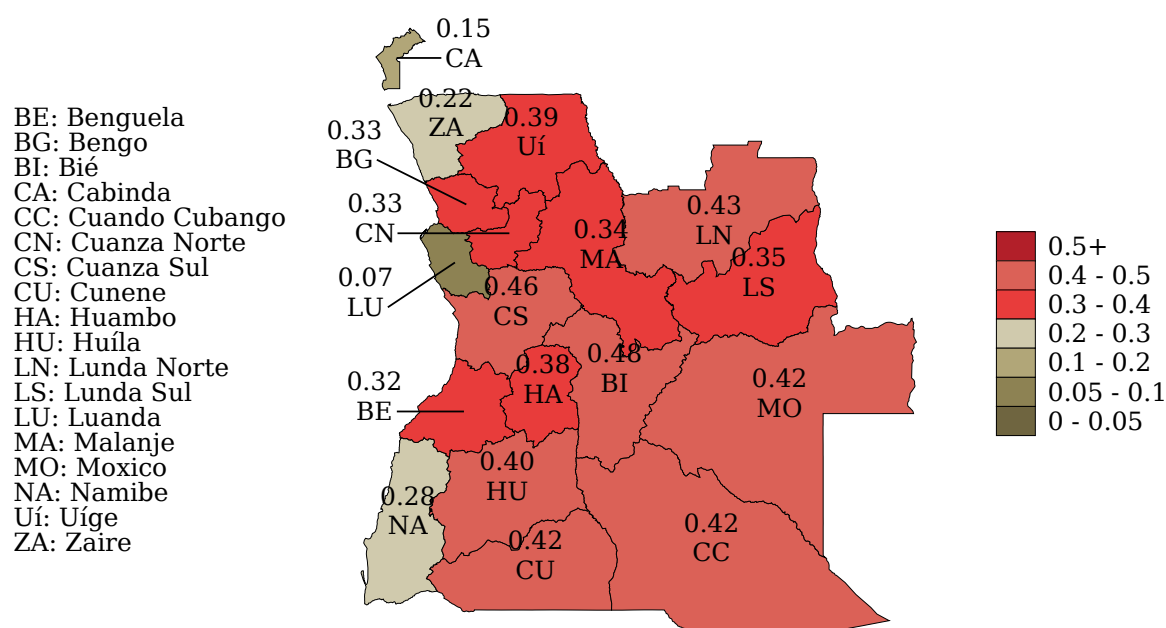 BE: Benguela
BG: Bengo
BI: Bié
CA: Cabinda
CC: Cuando Cubango
CN: Cuanza Norte
CS: Cuanza Sul
CU: Cunene
HA: Huambo
HU: Huíla
LN: Lunda Norte
LS: Lunda Sul
LU: Luanda
MA: Malanje
MO: Moxico
NA: Namibe
Uí: Uíge
ZA: Zaire
0.15
CA
0.22
ZA
0.39
Uí
0.33
BG
0.33
CN
0.34
MA
0.43
LN
0.35
LS
0.07
LU
0.46
CS
0.32
BE
0.38
HA
0.48
BI
0.42
MO
0.28
NA
0.40
HU
0.42
CU
0.42
CC
0.5+
0.4 - 0.5
0.3 - 0.4
0.2 - 0.3
0.1 - 0.2
0.05 - 0.1
0 - 0.05